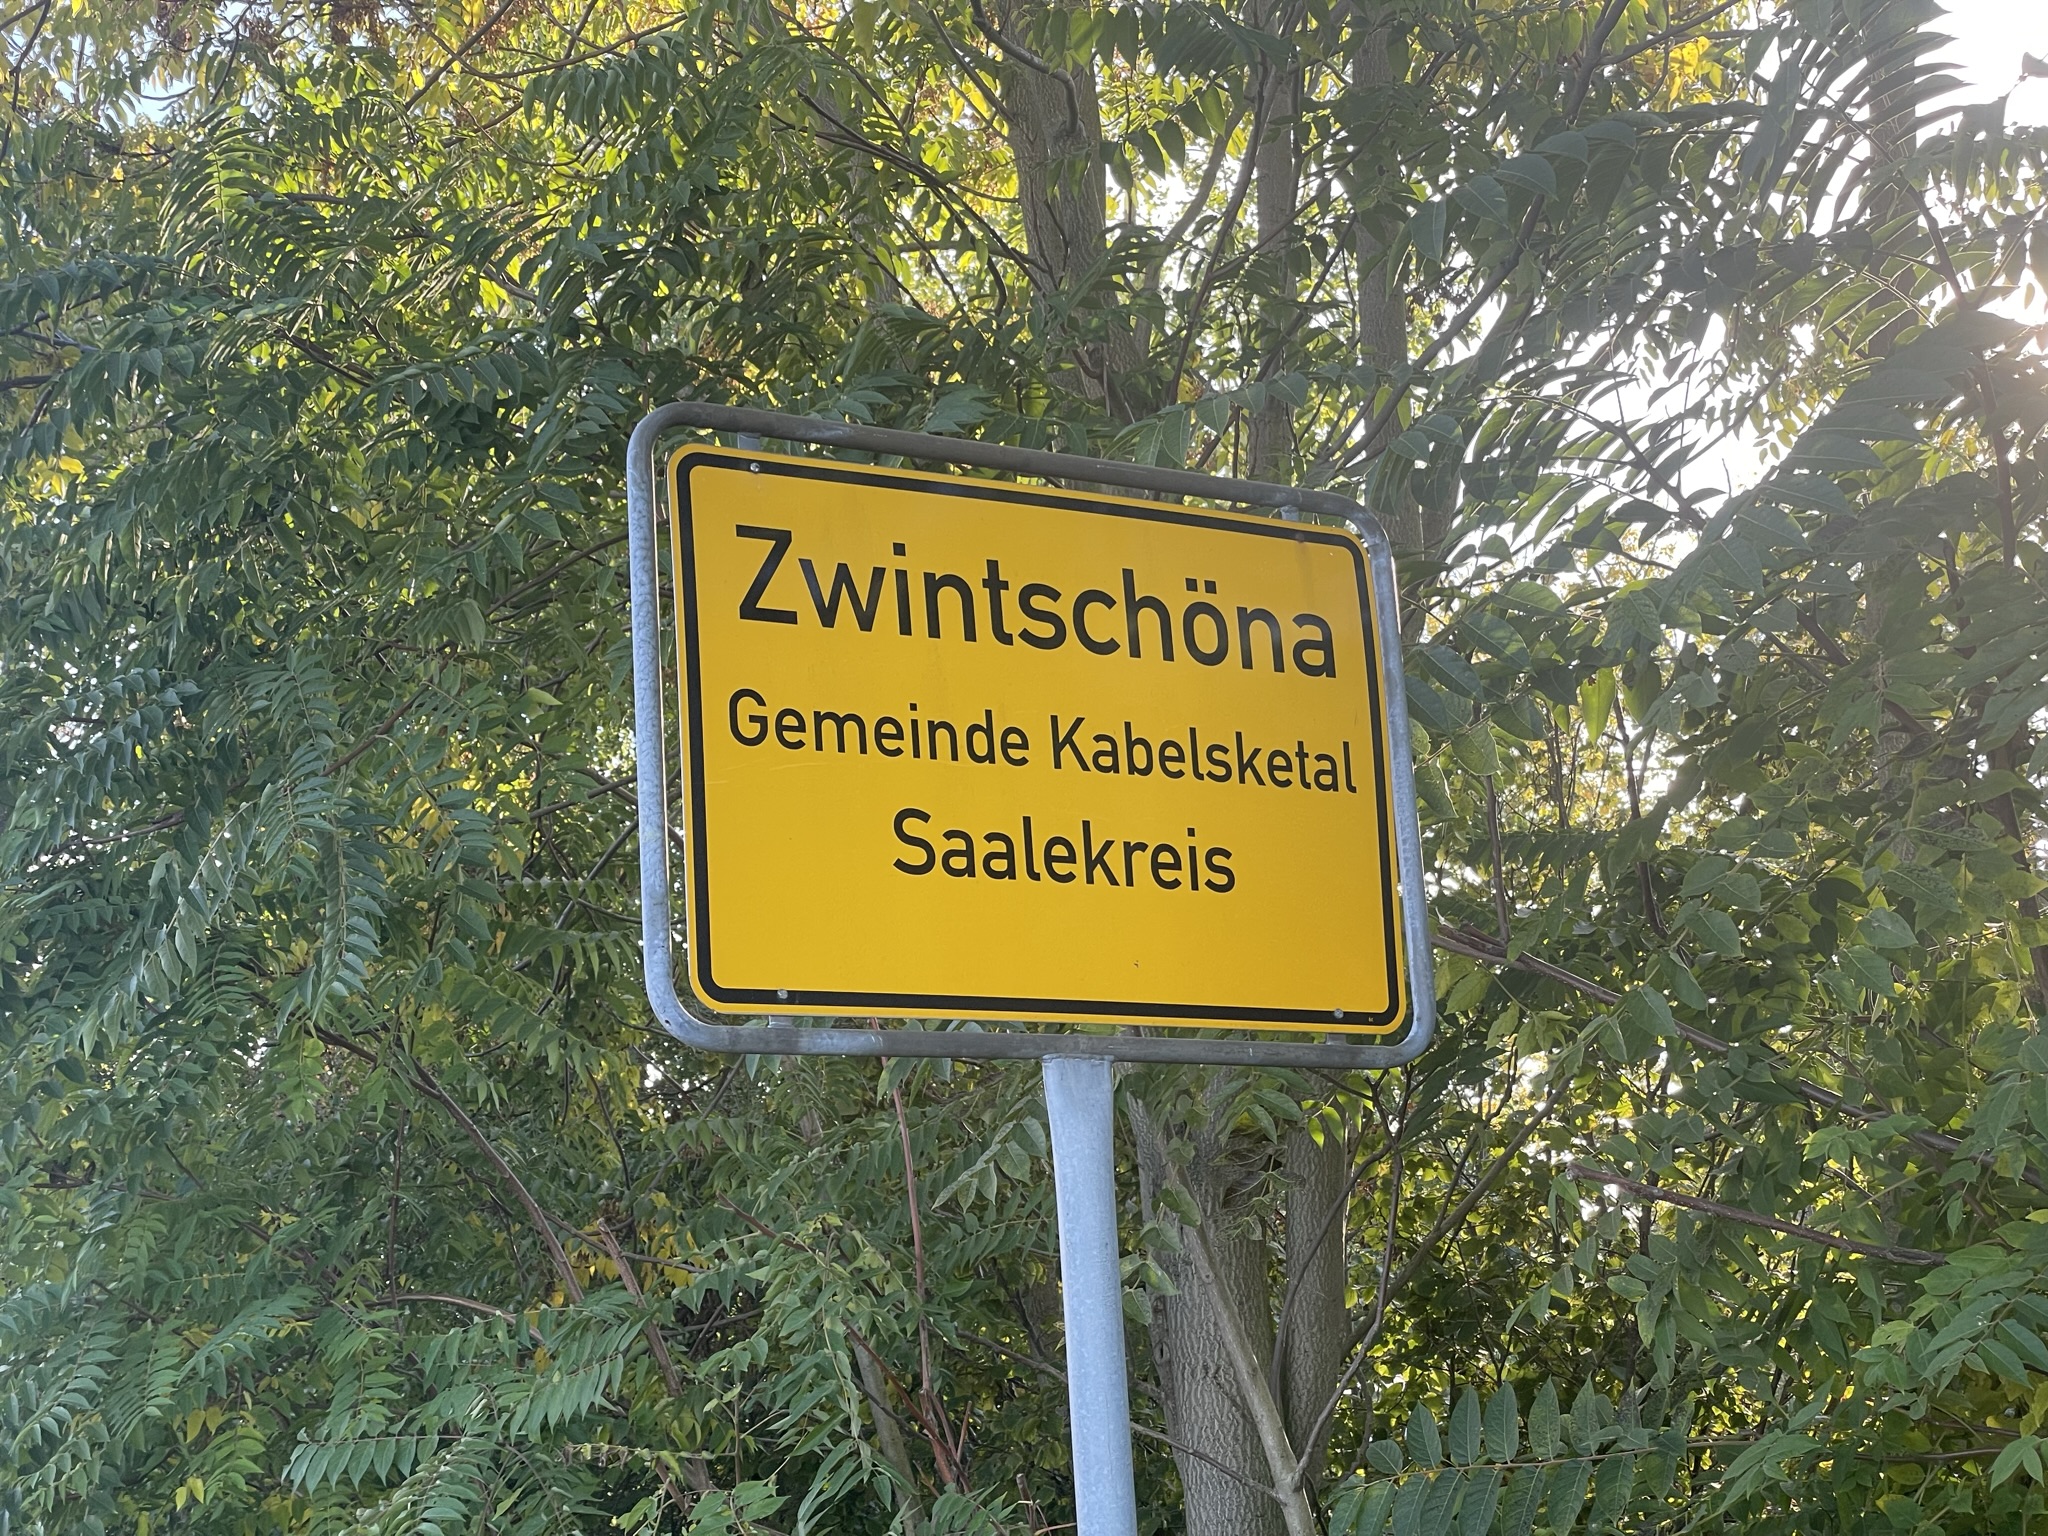 Zwintschöna
Gemeinde Kabelsketal
Saalekreis